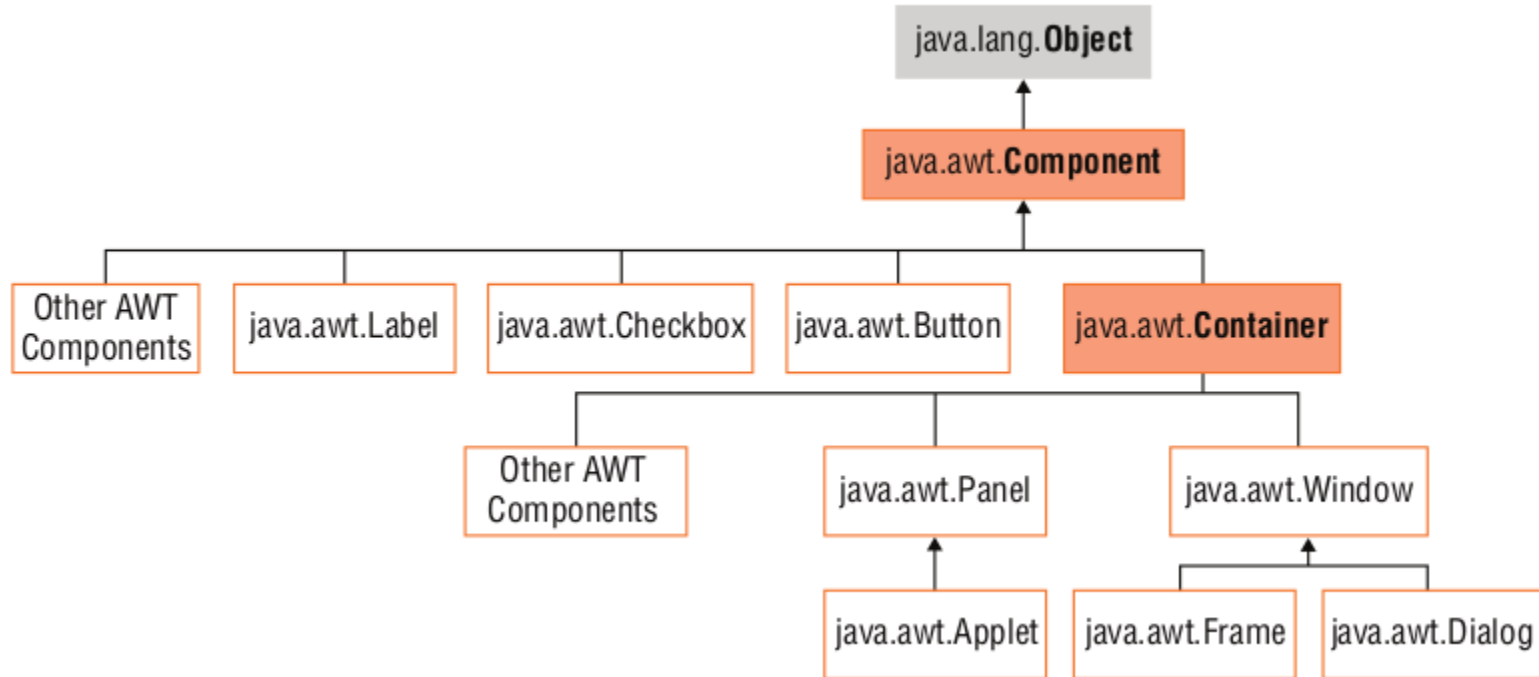 java.lang.Object
java.awt.Component
Other AWT
Components
java.awt.Label
java.awt.Checkbox
java.awt.Button
java.awt.Container
Other AWT
Components
java.awt.Panel
java.awt.Window
java.awt.Applet
java.awt.Frame
java.awt.Dialog